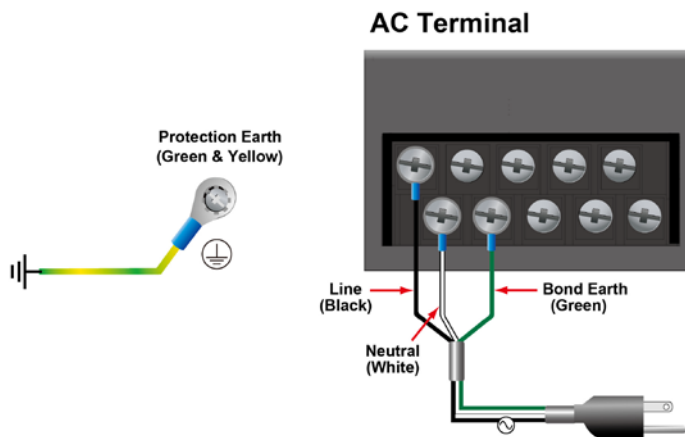 AC Terminal
Protection Earth
(Green & Yellow)
Line
(Black)
Bond Earth
(Green)
Neutral
(White)